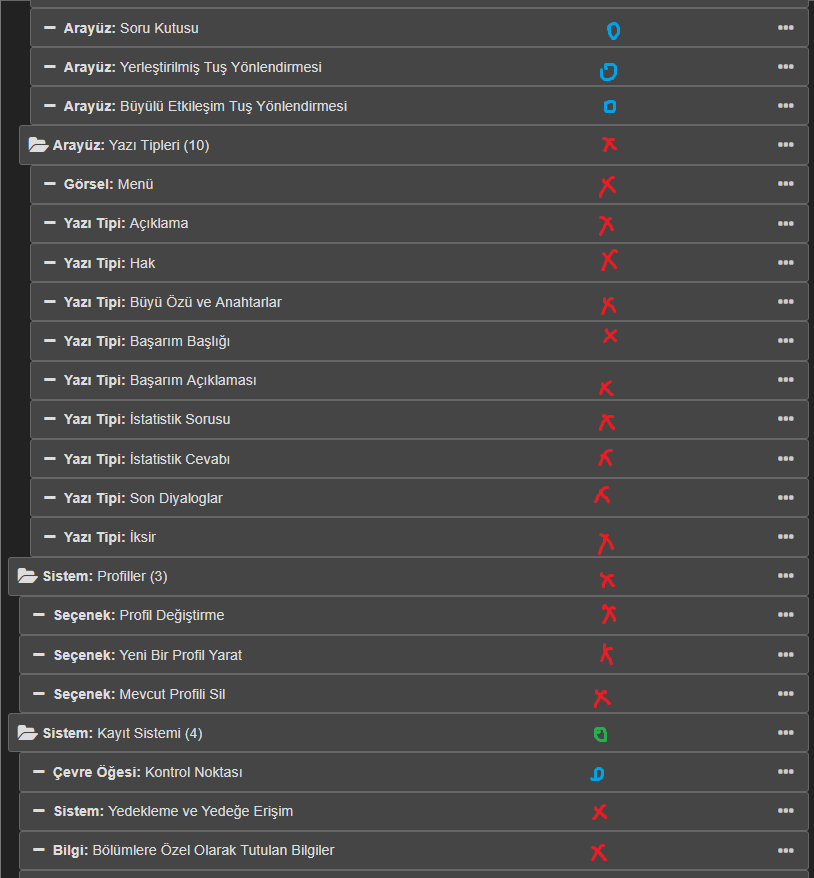 Arayüz: Soru Kutusu
Arayüz: Yerleştirilmiş Tuş Yönlendirmesi
Arayüz: Büyülü Etkileşim Tuş Yönlendirmesi
Arayüz: Yazı Tipleri (10)
Görsel: Menü
Yazı Tipi: Açıklama
Yazı Tipi: Hak
Yazı Tipi: Büyü Özü ve Anahtarlar
Yazı Tipi: Başarım Başlığı
Yazı Tipi: Başarım Açıklaması
Yazı Tipi: İstatistik Sorusu
Yazı Tipi: İstatistik Cevabı
Yazı Tipi: Son Diyaloglar
Yazı Tipi: İksir
Sistem: Profiller (3)
Seçenek: Profil Değiştirme
Seçenek: Yeni Bir Profil Yarat
Seçenek: Mevcut Profili Sil
Sistem: Kayıt Sistemi (4)
Çevre Öğesi: Kontrol Noktası
Sistem: Yedekleme ve Yedeğe Erişim
Bilgi: Bölümlere Özel Olarak Tutulan Bilgiler